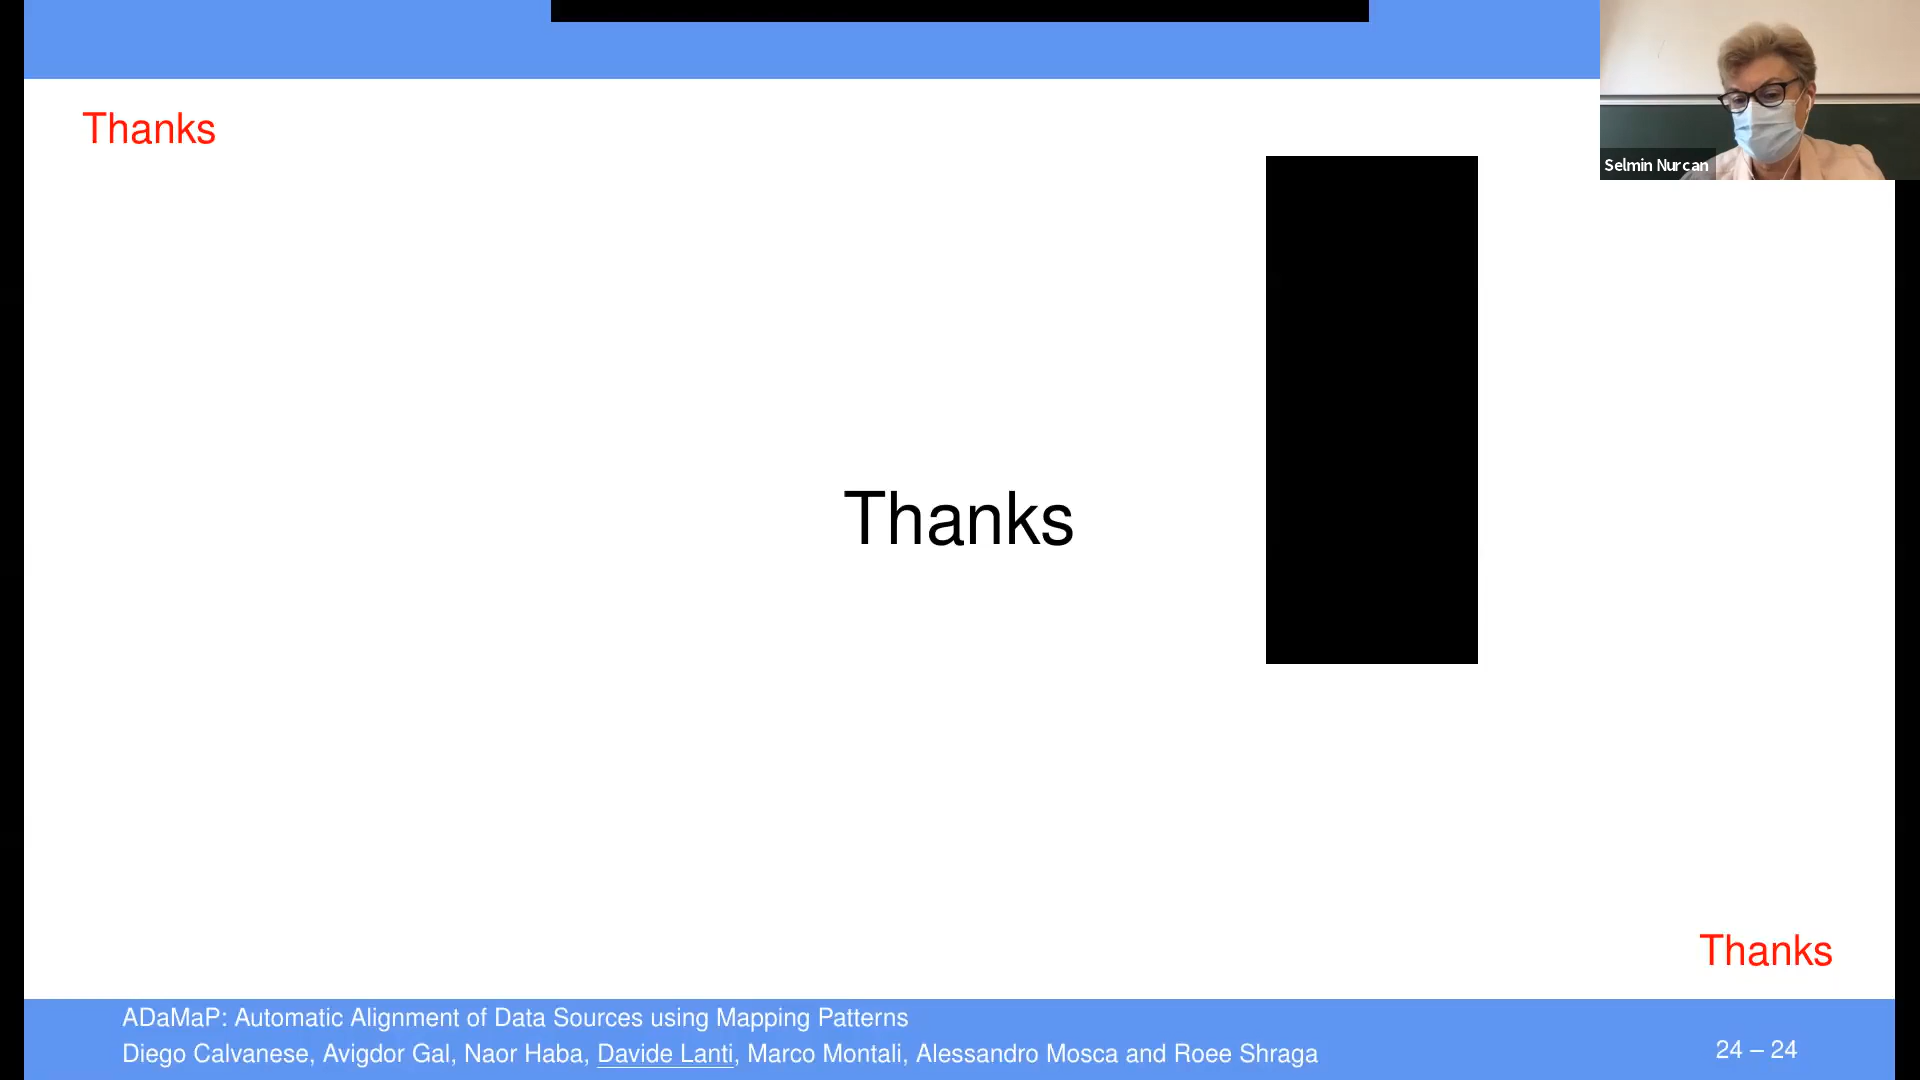 Thanks
Selmin Nurcan
Thanks
Thanks
ADaMaP: Automatic Alignment of Data Sources using Mapping Patterns
Diego Calvanese, Avigdor Gal, Naor Haba, Davide Lanti, Marco Montali, Alessandro Mosca and Roee Shraga
24 – 24